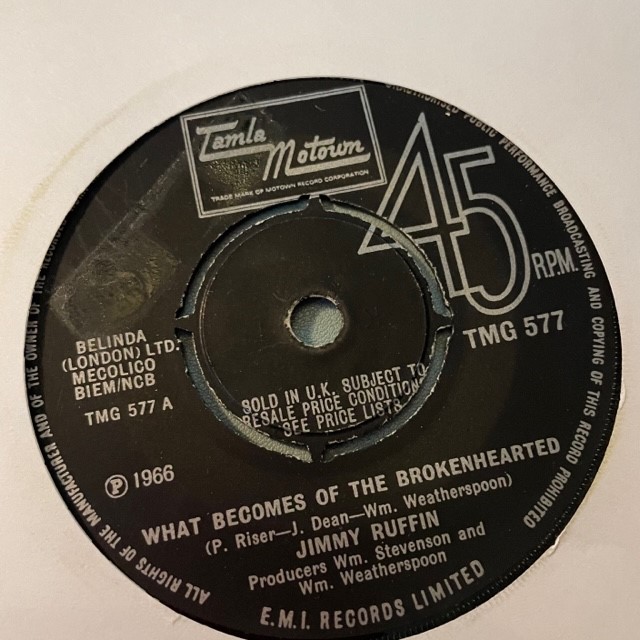 Tamla
Motown
TRADE MARK OF MOTOWN RECORD CORPORATION
45
R.P.M.
TMG 577
BELINDA
(LONDON) LTD:
MECOLICO
BIEM/NCB
TMG 577 A
SOLD IN U.K. SUBJECT TO
RESALE PRICE CONDITIONS
SEE PRICE LISTS
℗ 1966
WHAT BECOMES OF THE BROKENHEARTED
(P. Riser—J. Dean—Wm. Weatherspoon)
JIMMY RUFFIN
Producers Wm. Stevenson and
Wm. Weatherspoon
E.M.I. RECORDS LIMITED
ALL RIGHTS OF THE MANUFACTURER AND OF THE OWNER OF THE RECORDED
PUBLIC PERFORMANCE BROADCASTING AND COPYING OF THIS RECORD PROHIBITED